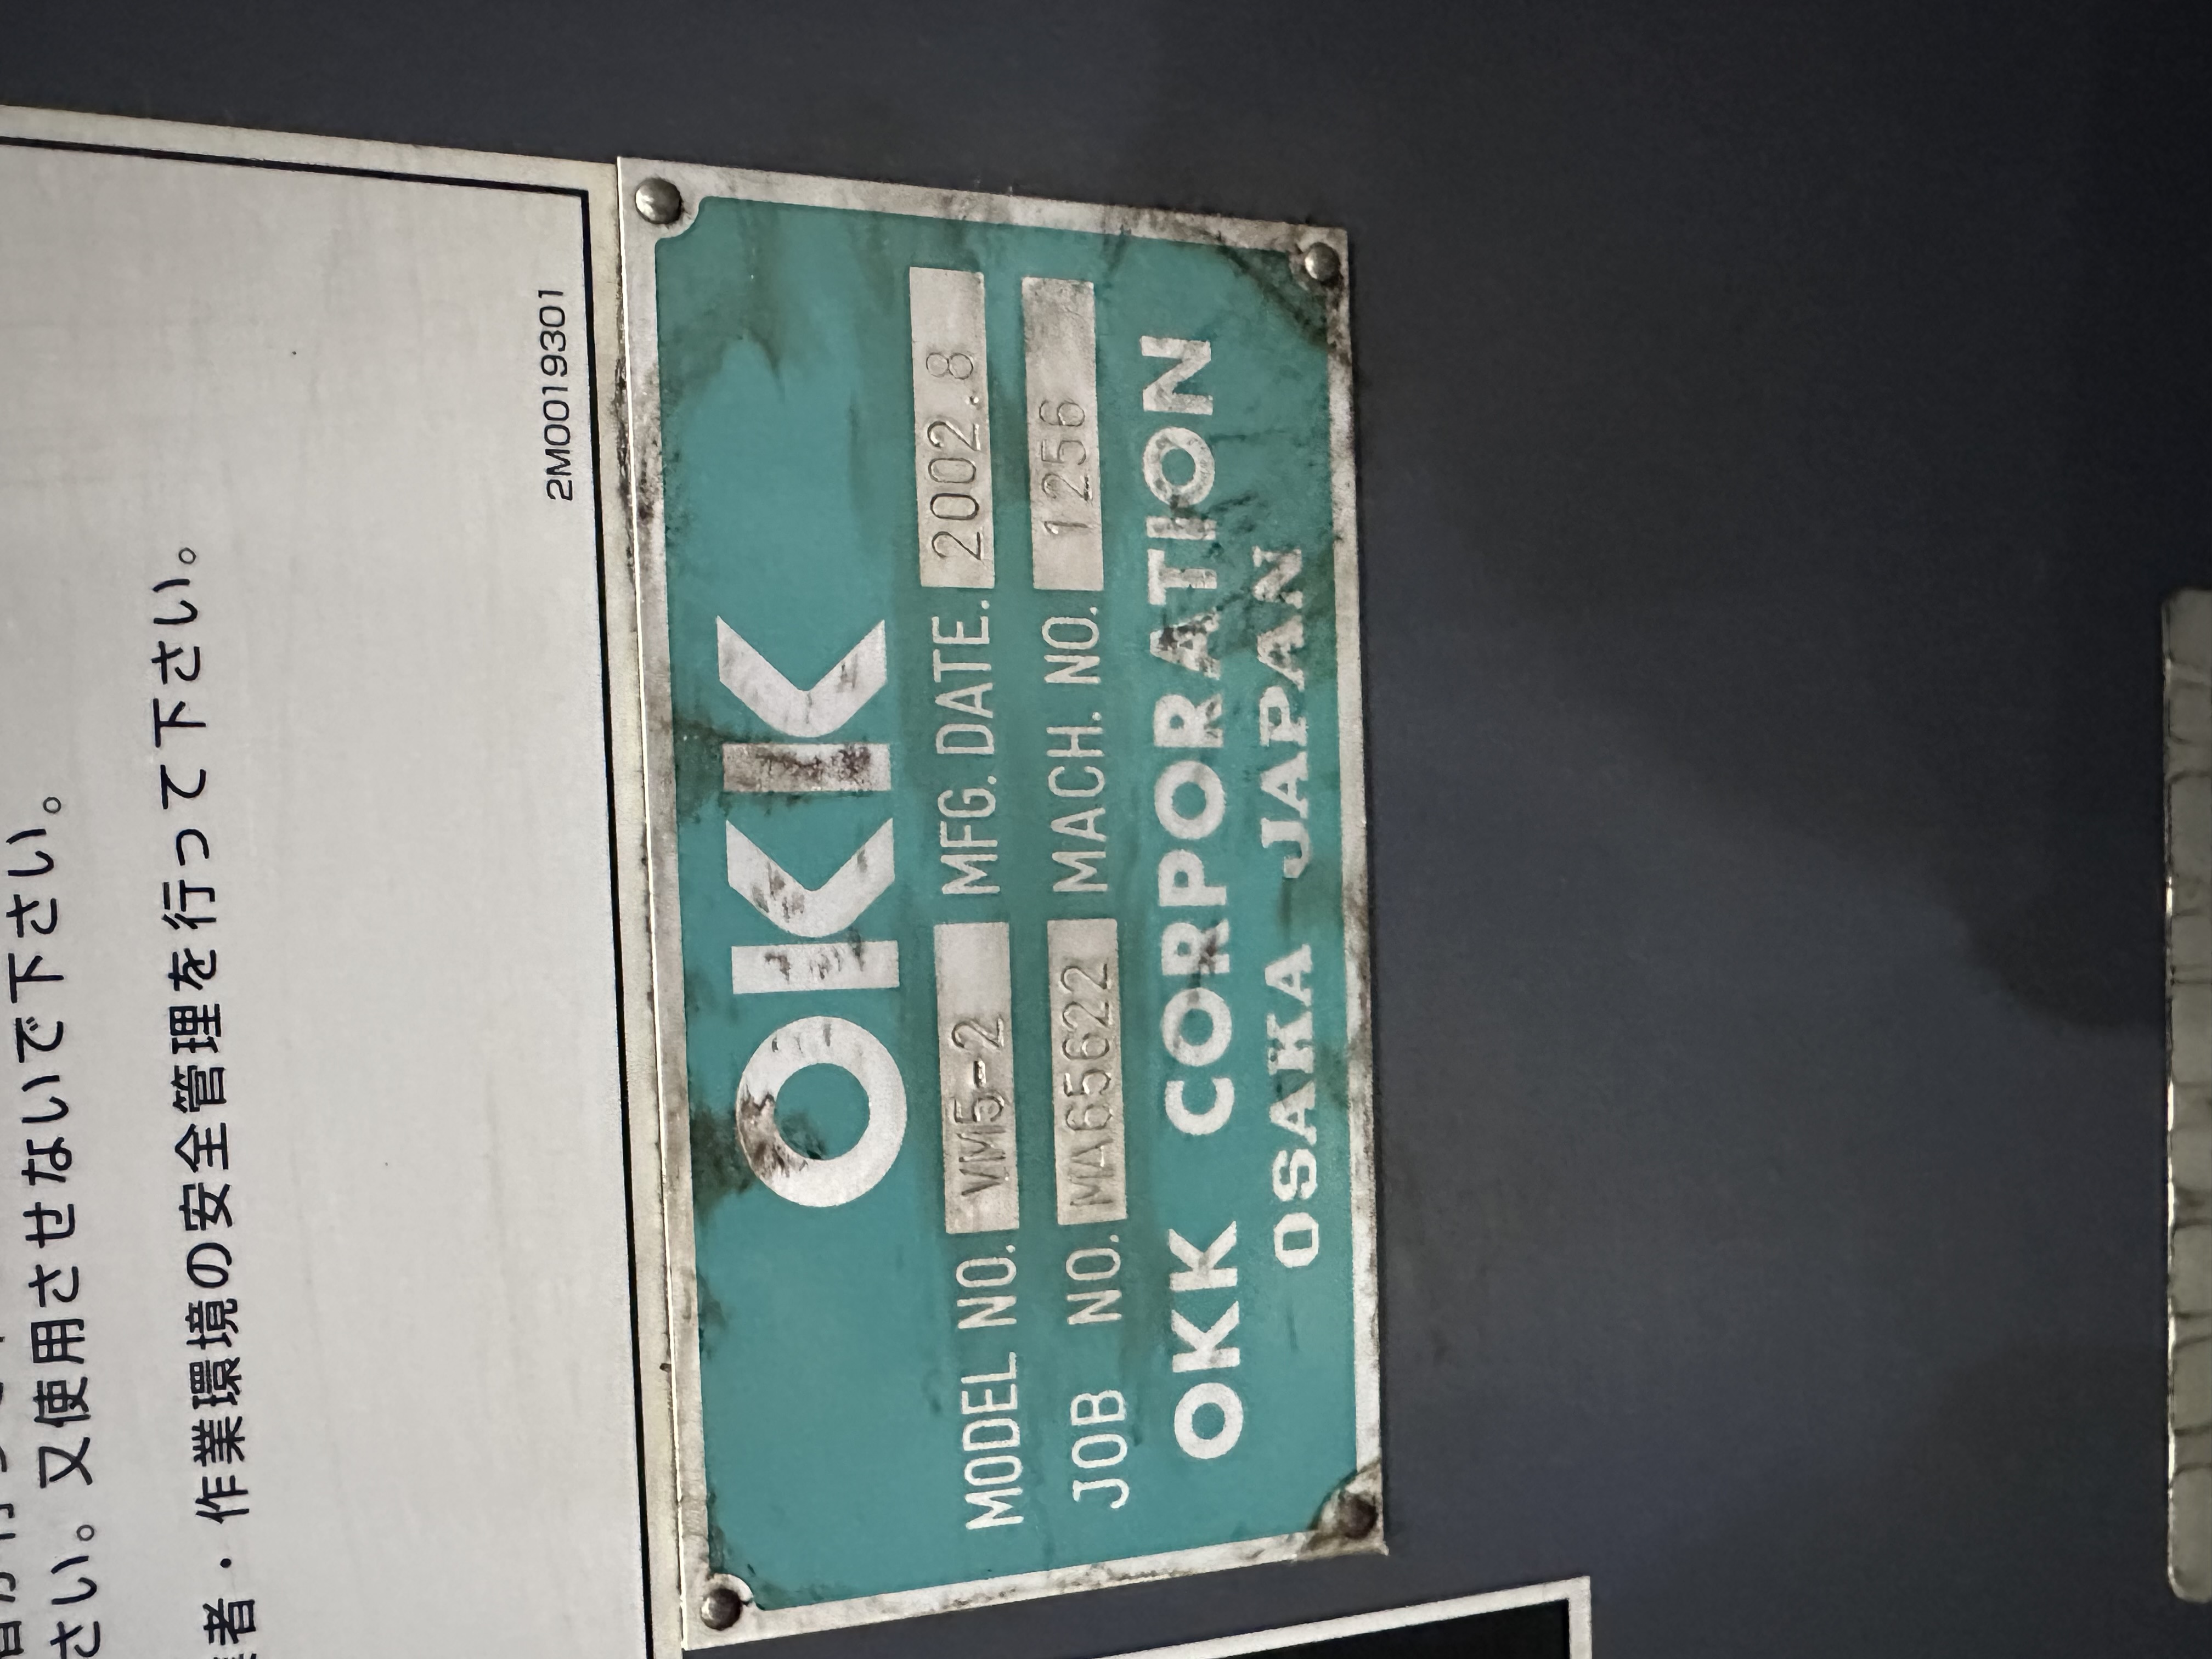 さい。又使用させないで下さい。
者・作業環境の安全管理を行って下さい。
2M0019301
OKK
MODEL NO. VM5-2 MFG. DATE. 2002.8
JOB NO. MA65622 MACH. NO. 1256
OKK CORPORATION
OSAKA JAPAN